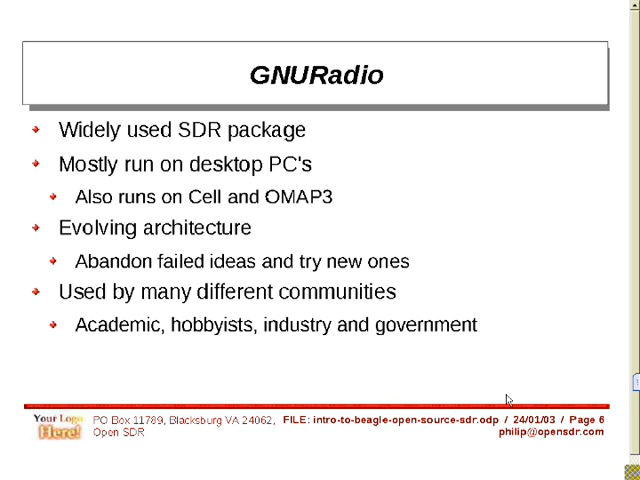 GNURadio
Widely used SDR package
Mostly run on desktop PC's
Also runs on Cell and OMAP3
Evolving architecture
Abandon failed ideas and try new ones
Used by many different communities
Academic, hobbyists, industry and government
Your Logo
Here!
PO Box 11789, Blacksburg VA 24062,
Open SDR
FILE: intro-to-beagle-open-source-sdr.odp / 24/01/03 / Page 6
philip@opensdr.com